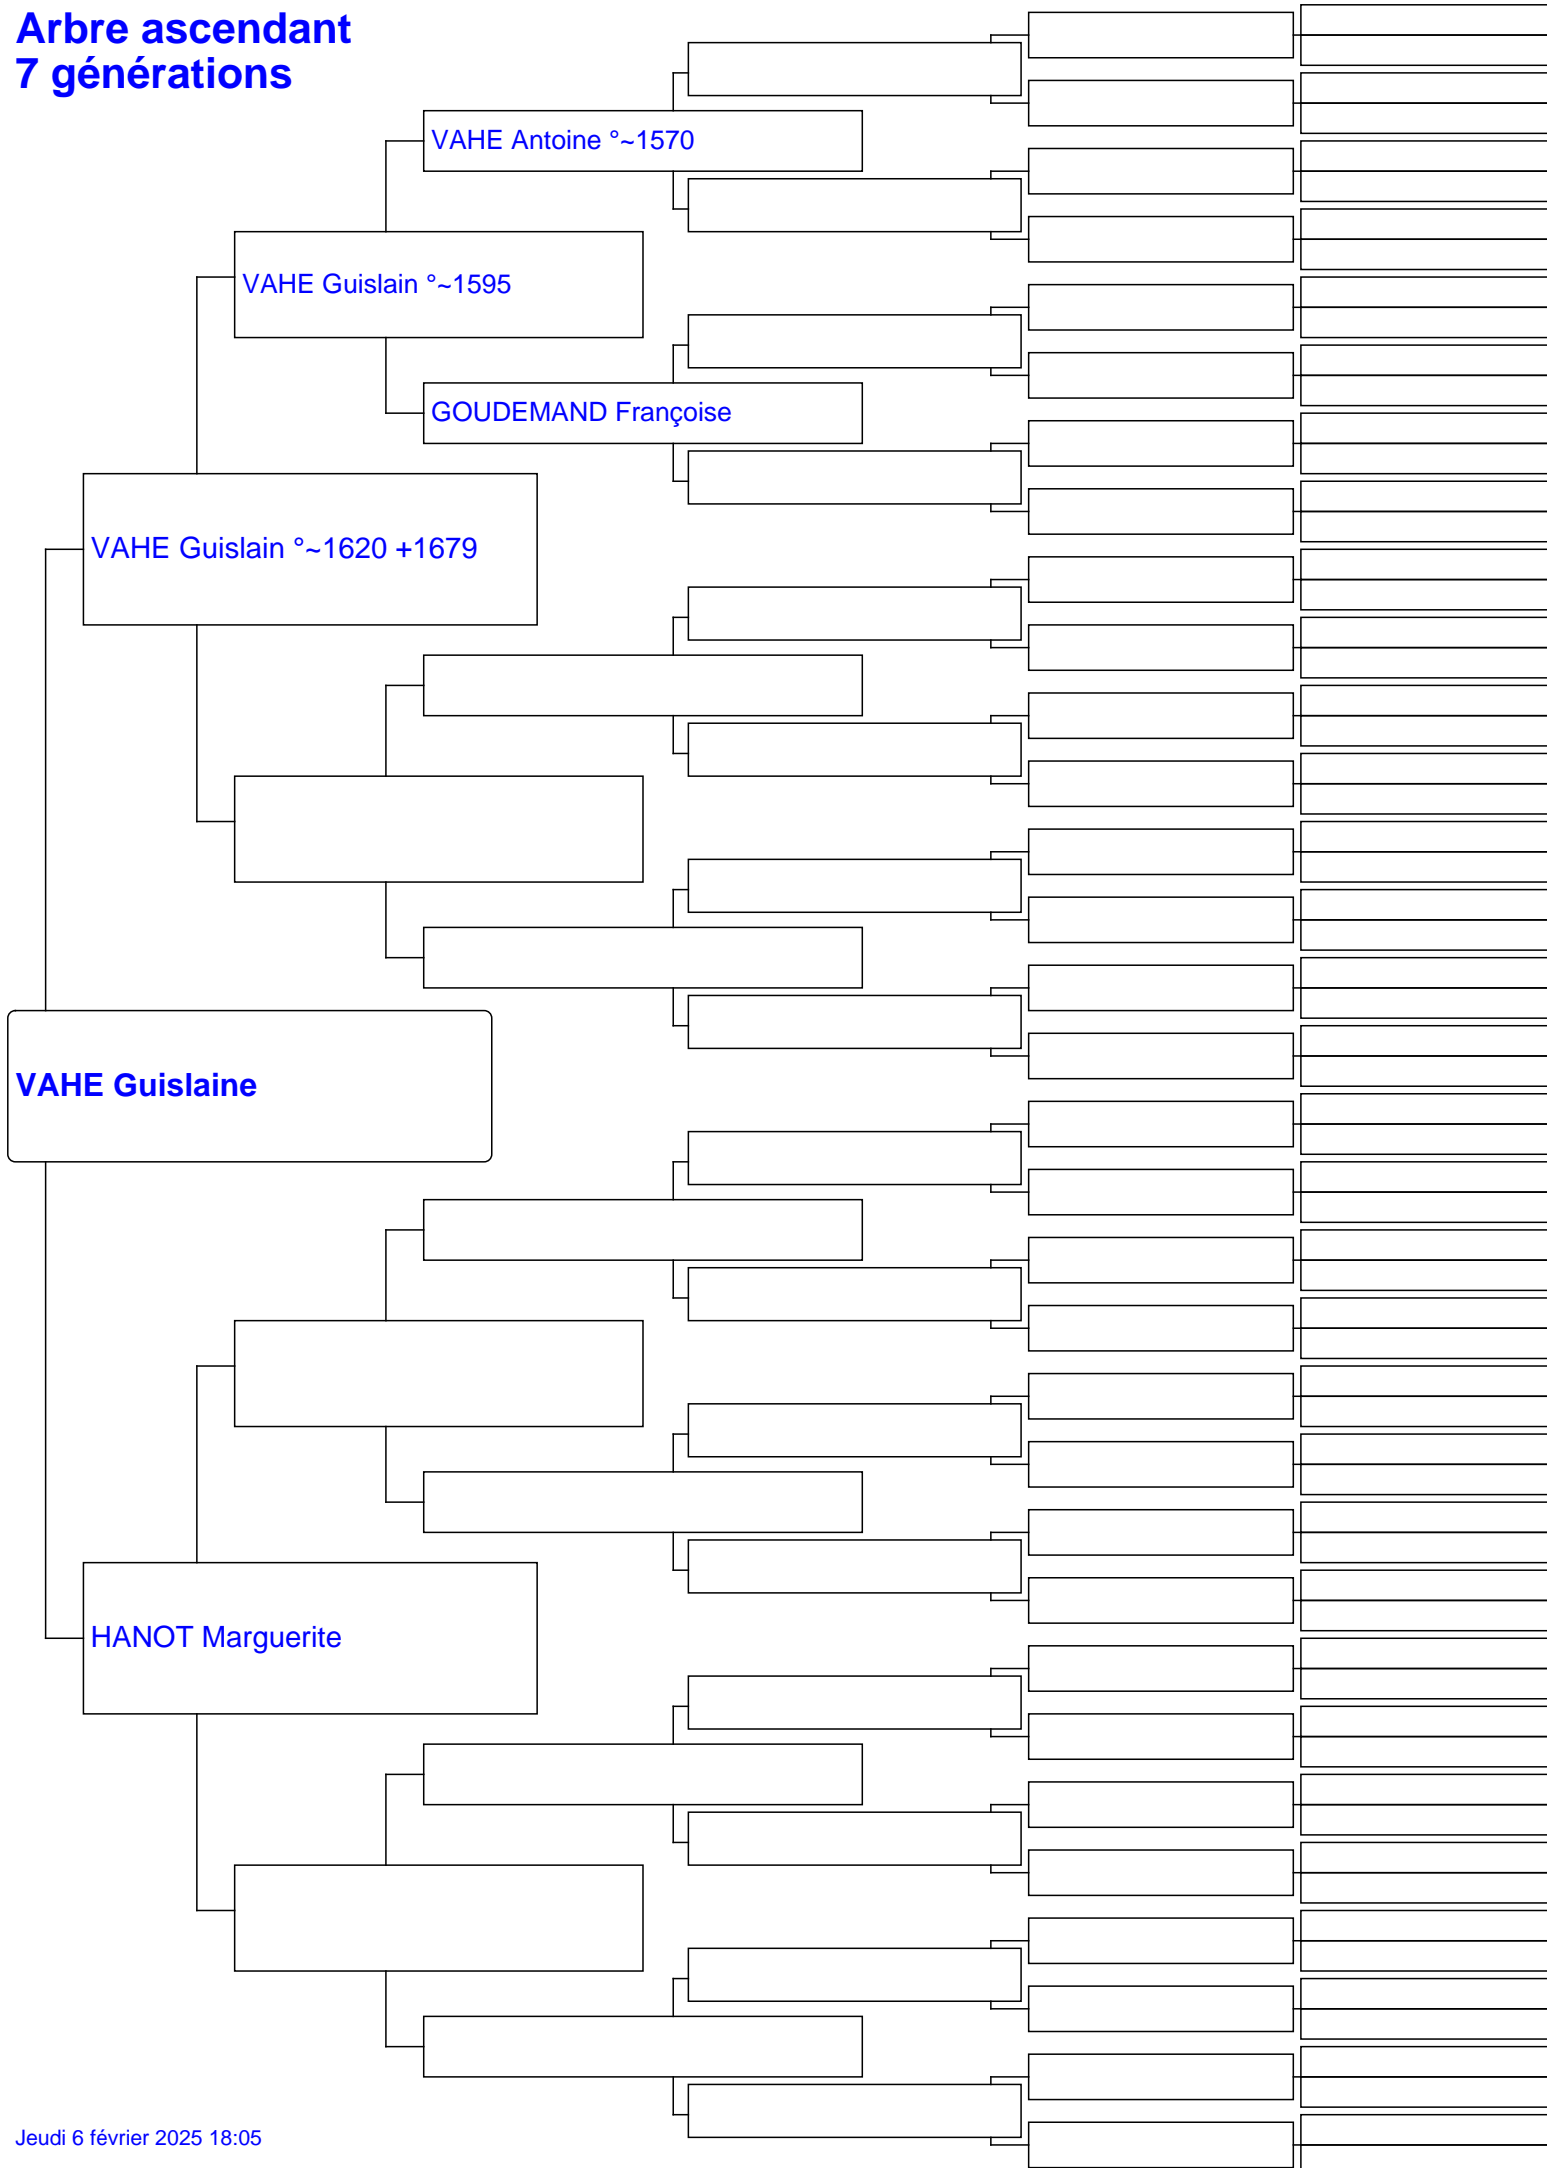 Arbre ascendant
7 générations
VAHE Antoine °~1570
VAHE Guislain °~1595
GOUDEMAND Françoise
VAHE Guislain °~1620 +1679
VAHE Guislaine
HANOT Marguerite
Jeudi 6 février 2025 18:05